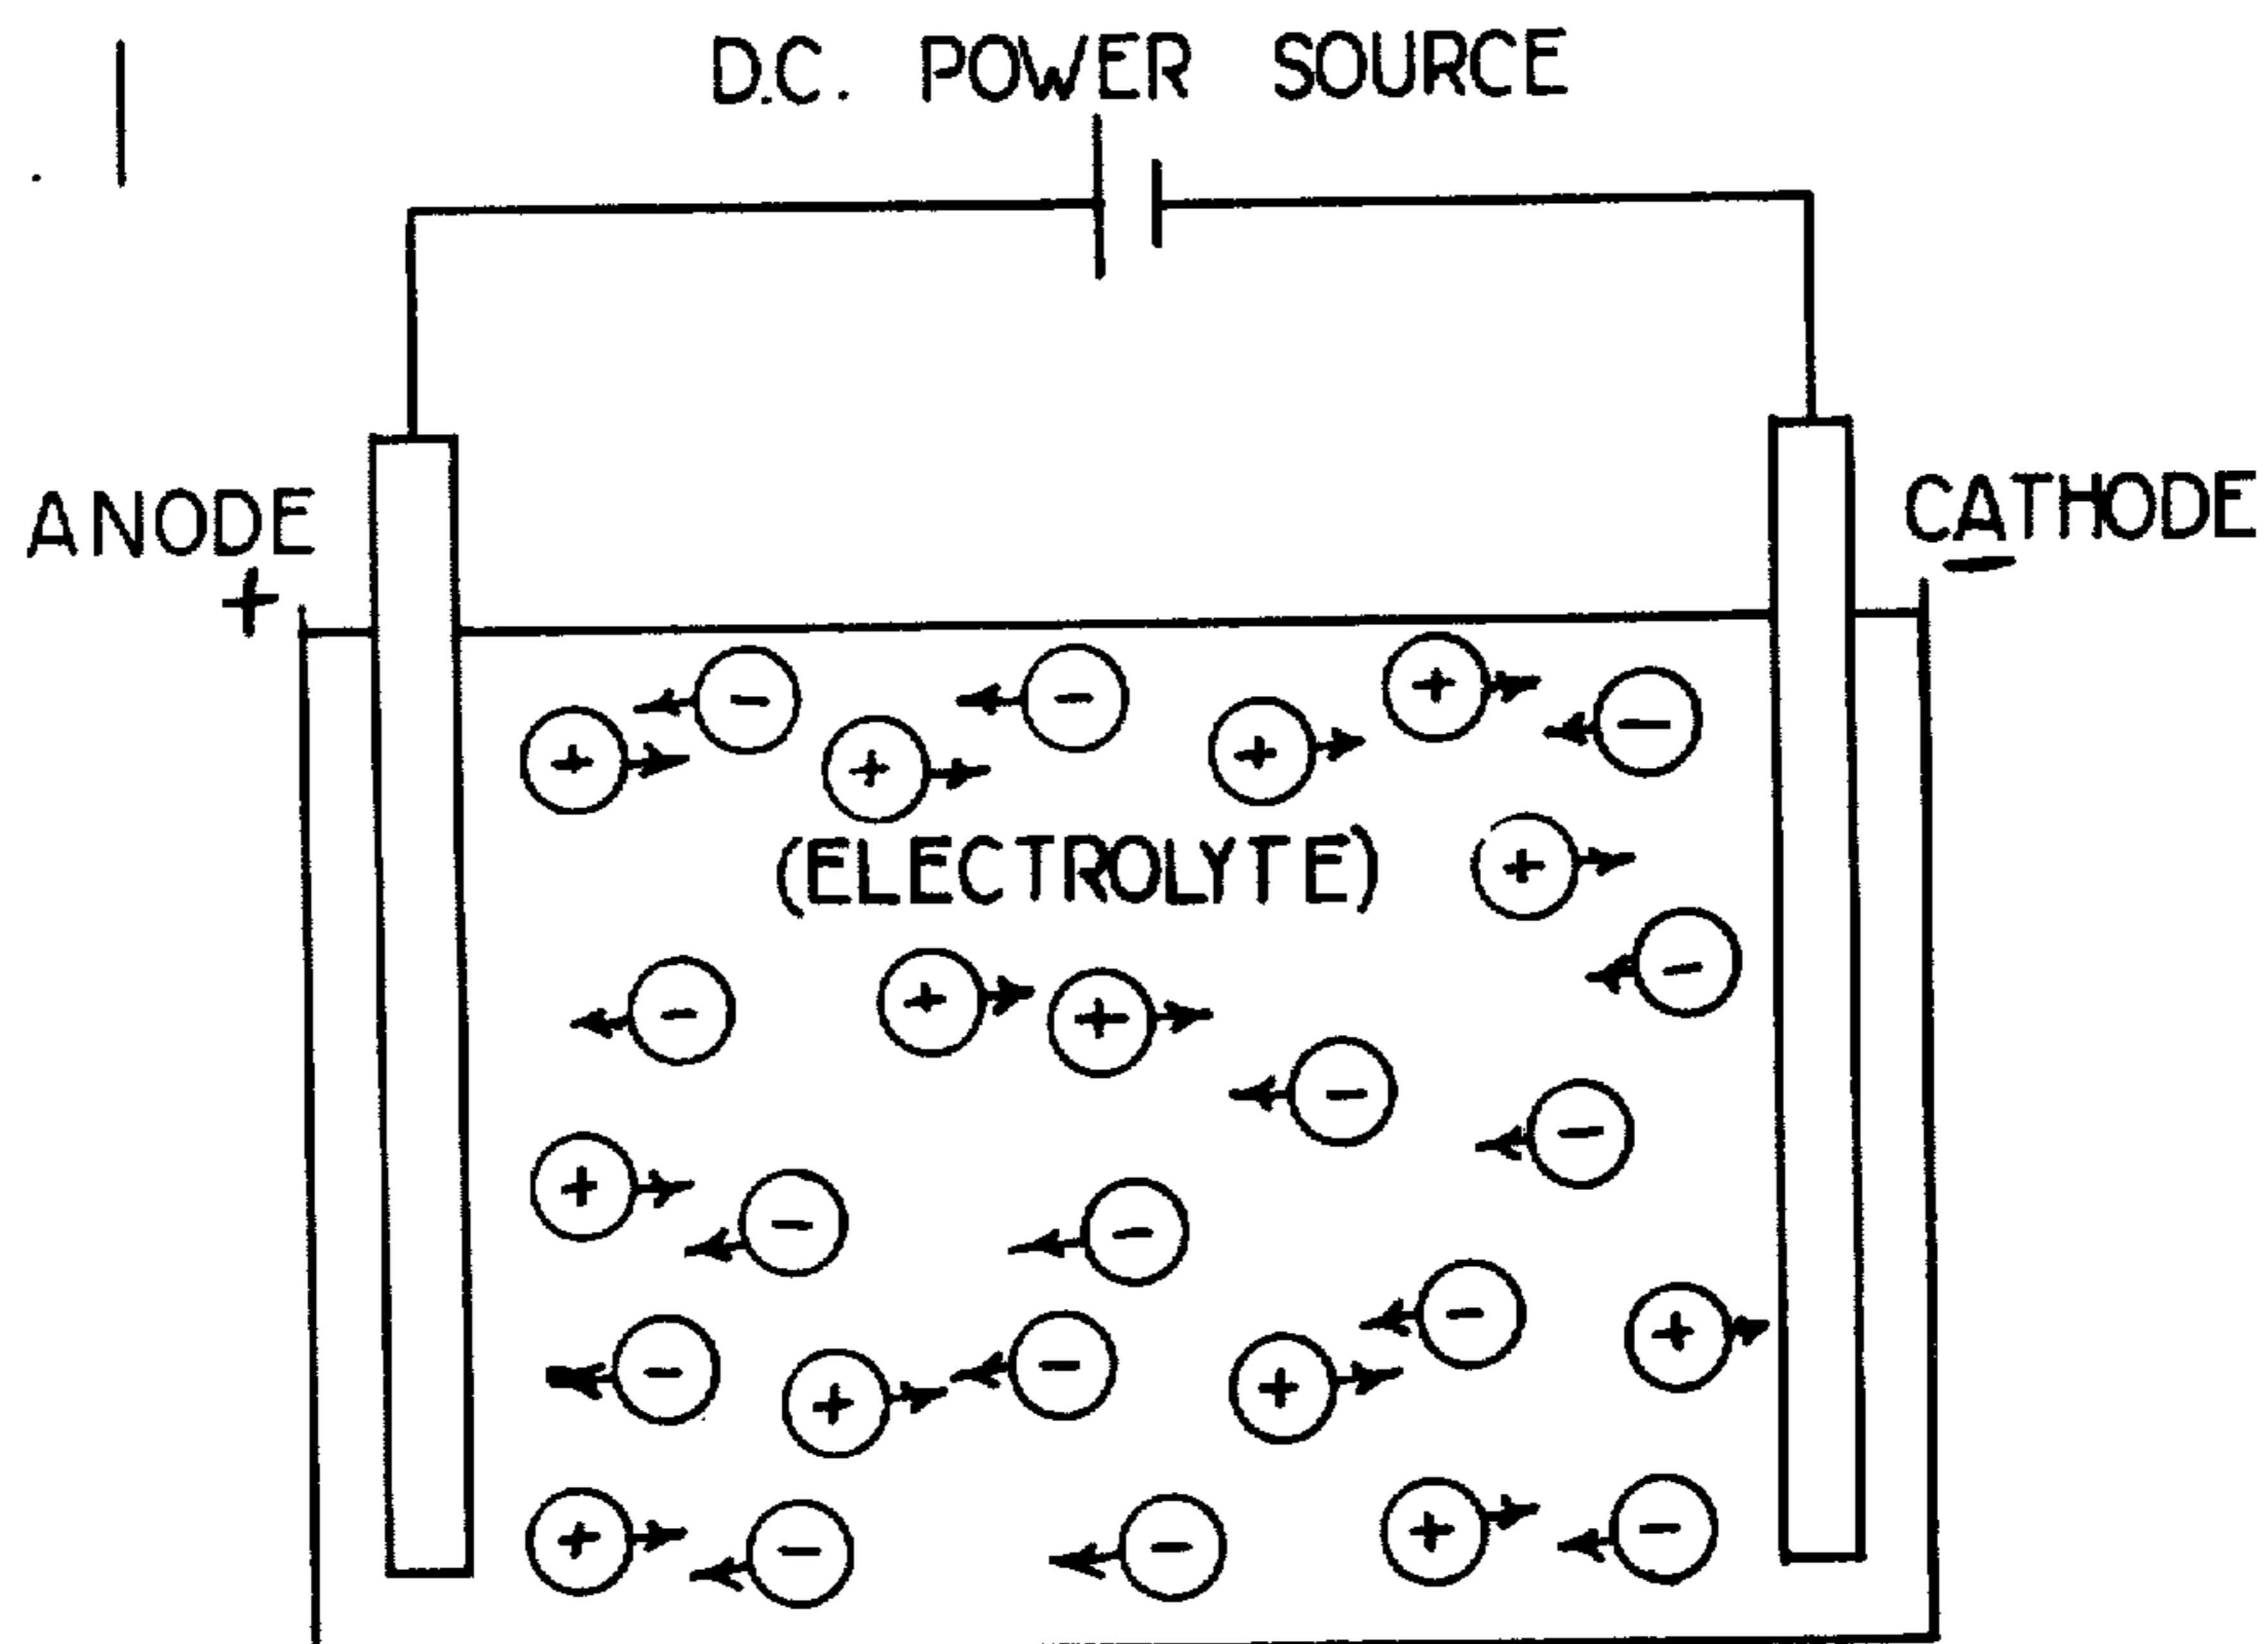 D.C. POWER SOURCE
ANODE
+
CATHODE
−
(ELECTROLYTE)